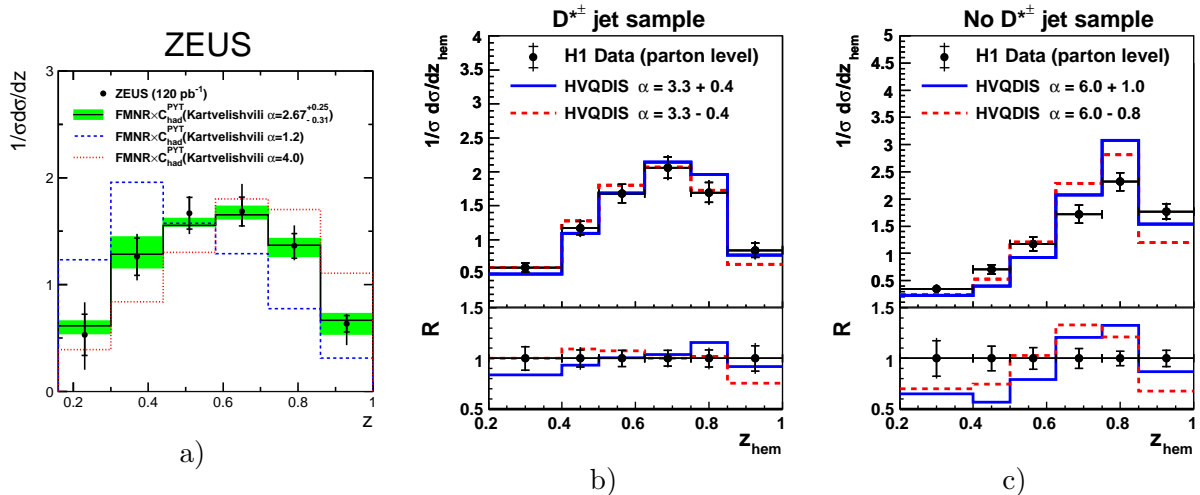 ZEUS
1/σdσ/dz
3
2
1
0
ZEUS (120 pb⁻¹)
FMNR×C_had^PYT(Kartvelishvili α=2.67 +0.25 -0.31)
FMNR×C_had^PYT(Kartvelishvili α=1.2)
FMNR×C_had^PYT(Kartvelishvili α=4.0)
0.2 0.4 0.6 0.8 1
z
a)
D*± jet sample
1/σ dσ/dz_hem
4
3.5
3
2.5
2
1.5
1
0.5
H1 Data (parton level)
HVQDIS α = 3.3 + 0.4
HVQDIS α = 3.3 - 0.4
R
1.5
1
0.5
0.2 0.4 0.6 0.8 1
z_hem
b)
No D*± jet sample
1/σ dσ/dz_hem
5
4.5
4
3.5
3
2.5
2
1.5
1
0.5
H1 Data (parton level)
HVQDIS α = 6.0 + 1.0
HVQDIS α = 6.0 - 0.8
R
1.5
1
0.5
0.2 0.4 0.6 0.8 1
z_hem
c)